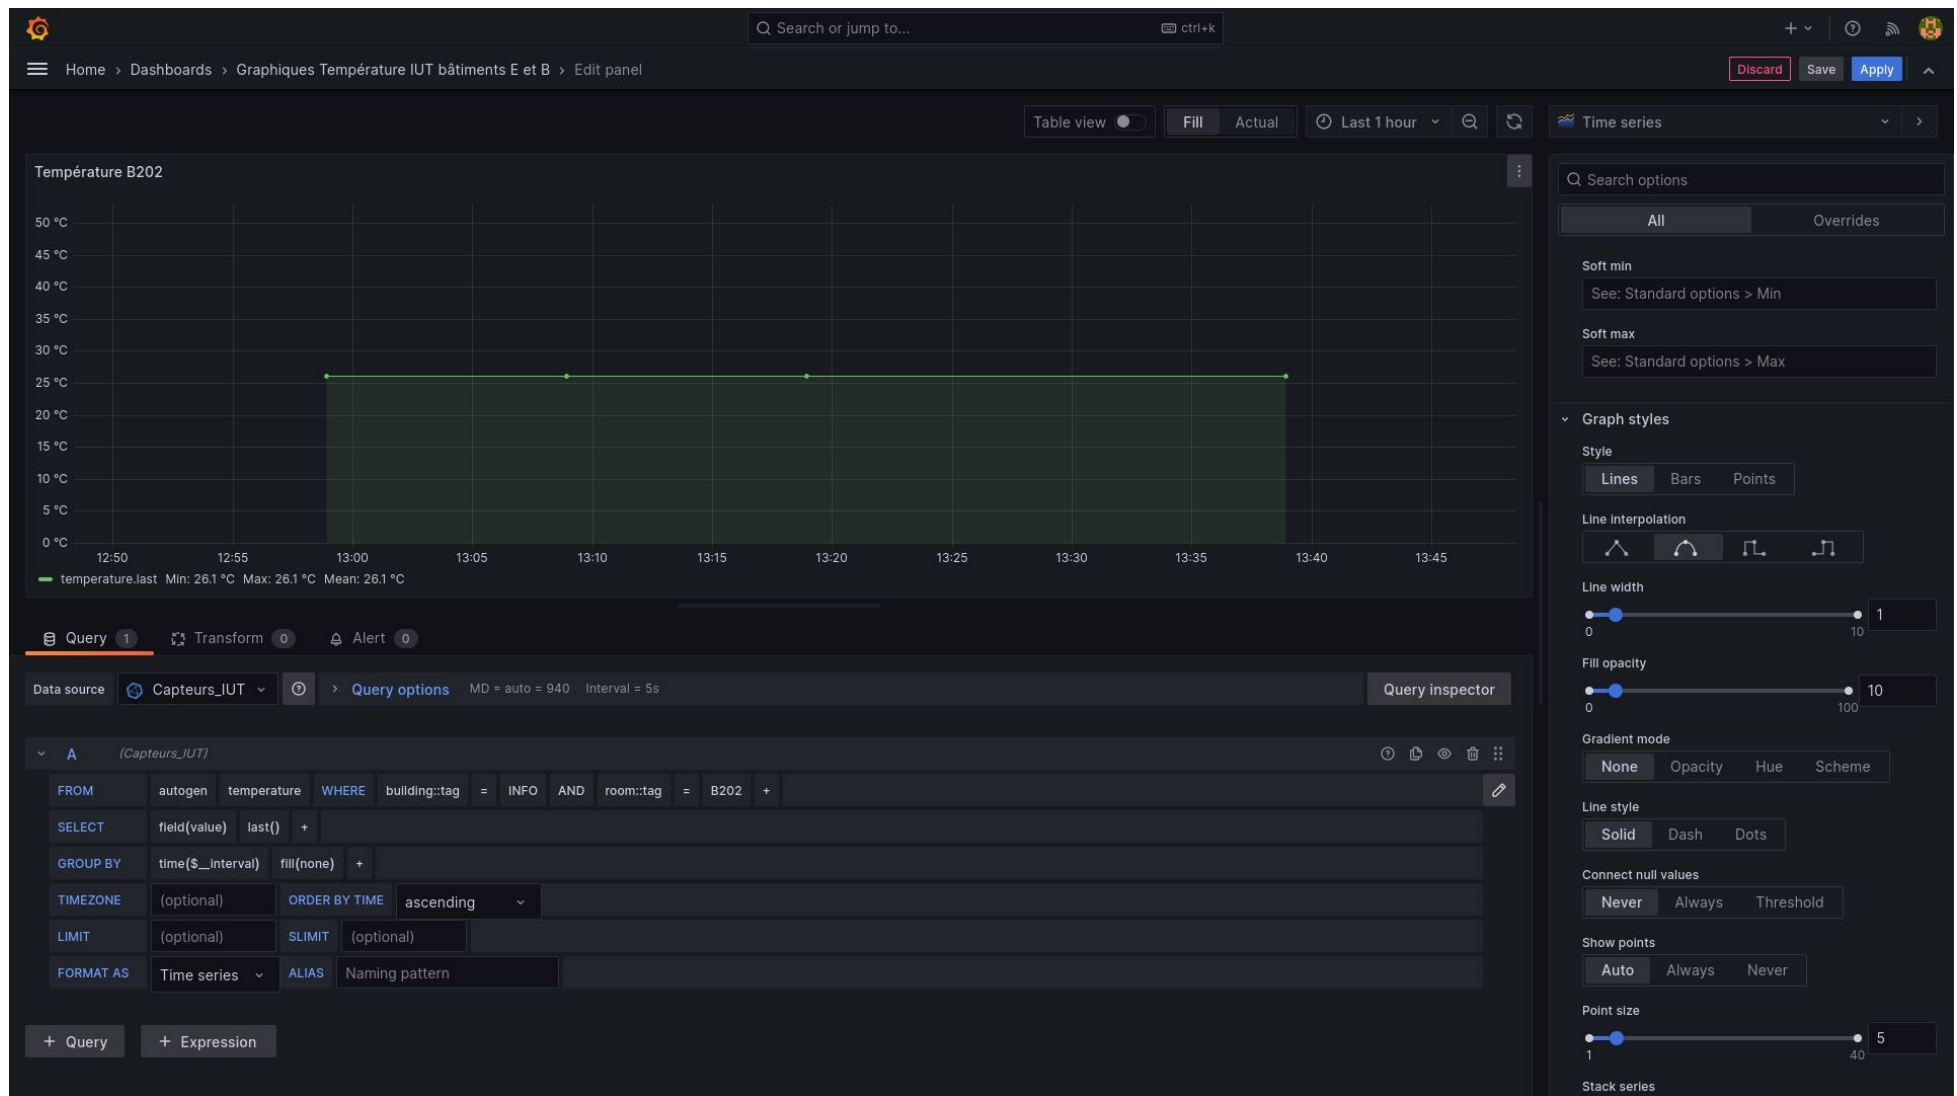 Search or jump to... ctrl+k
Home › Dashboards › Graphiques Température IUT bâtiments E et B › Edit panel
Discard Save Apply
Table view Fill Actual Last 1 hour
Time series
Température B202
50 °C
45 °C
40 °C
35 °C
30 °C
25 °C
20 °C
15 °C
10 °C
5 °C
0 °C
12:50 12:55 13:00 13:05 13:10 13:15 13:20 13:25 13:30 13:35 13:40 13:45
temperature.last Min: 26.1 °C Max: 26.1 °C Mean: 26.1 °C
Query 1 Transform 0 Alert 0
Data source Capteurs_IUT Query options MD = auto = 940 Interval = 5s Query inspector
A (Capteurs_IUT)
FROM autogen temperature WHERE building::tag = INFO AND room::tag = B202 +
SELECT field(value) last() +
GROUP BY time($__interval) fill(none) +
TIMEZONE (optional) ORDER BY TIME ascending
LIMIT (optional) SLIMIT (optional)
FORMAT AS Time series ALIAS Naming pattern
+ Query + Expression
Search options
All Overrides
Soft min
See: Standard options > Min
Soft max
See: Standard options > Max
Graph styles
Style
Lines Bars Points
Line interpolation
Line width
1
0 10
Fill opacity
10
0 100
Gradient mode
None Opacity Hue Scheme
Line style
Solid Dash Dots
Connect null values
Never Always Threshold
Show points
Auto Always Never
Point size
5
1 40
Stack series